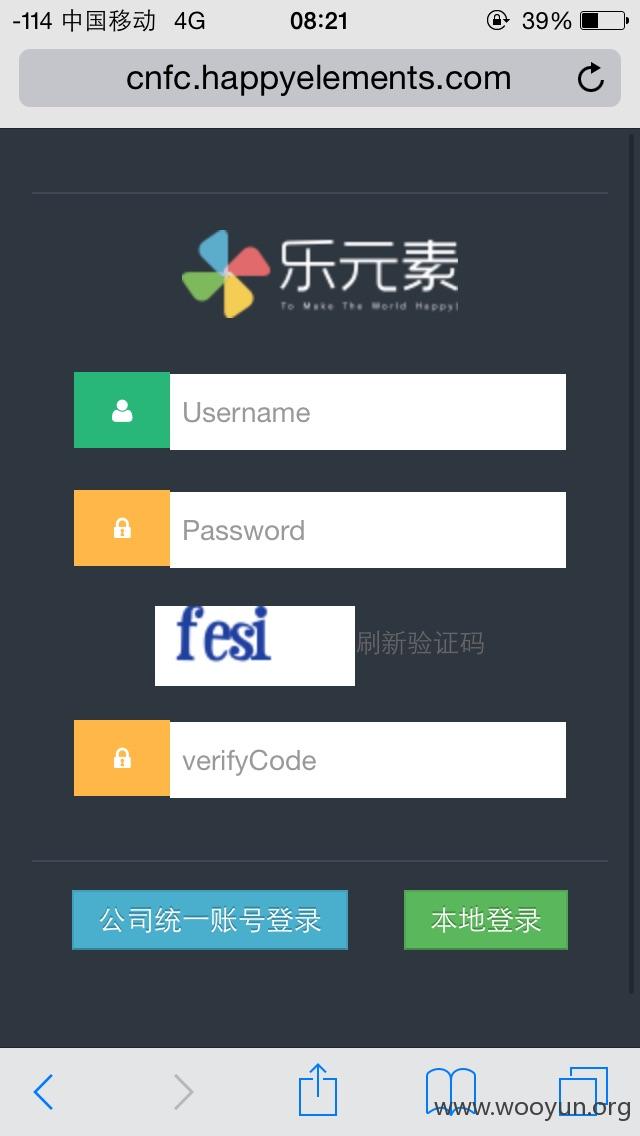 -114 中国移动 4G 08:21 39%
cnfc.happyelements.com
乐元素
To Make The World Happy!
Username
Password
fesi 刷新验证码
verifyCode
公司统一账号登录 本地登录
www.wooyun.org